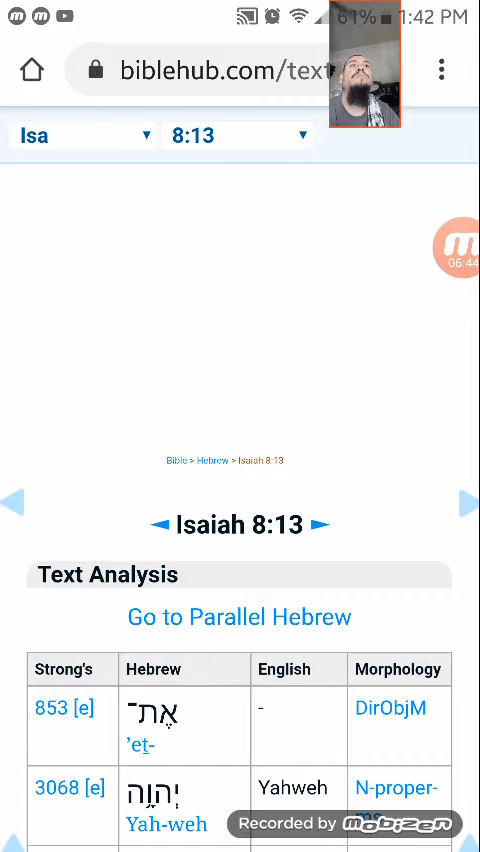 61% 1:42 PM
biblehub.com/text
Isa 8:13
06:44
Bible > Hebrew > Isaiah 8:13
Isaiah 8:13
Text Analysis
Go to Parallel Hebrew
Strong's Hebrew English Morphology
853 [e] אֶת־ - DirObjM
’eṯ-
3068 [e] יְהוָ֥ה Yahweh N-proper-
Yah-weh
Recorded by mobizen